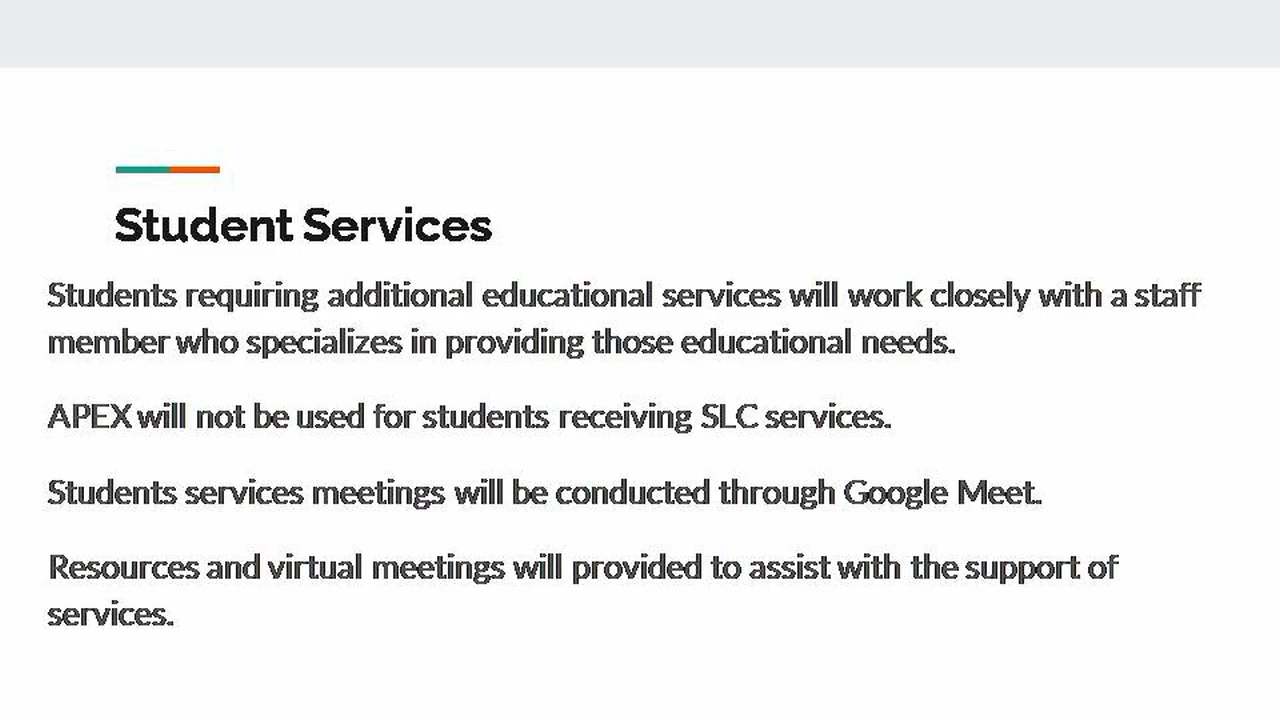 Student Services
Students requiring additional educational services will work closely with a staff
member who specializes in providing those educational needs.
APEX will not be used for students receiving SLC services.
Students services meetings will be conducted through Google Meet.
Resources and virtual meetings will provided to assist with the support of
services.